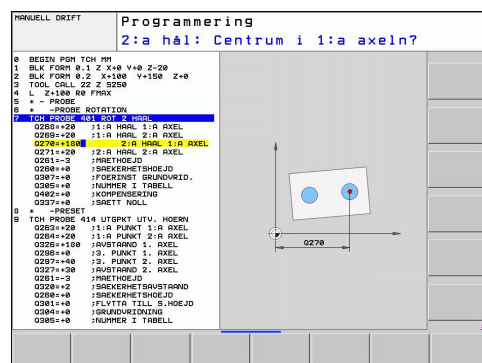 MANUELL DRIFT
Programmering
2:a hål: Centrum i 1:a axeln?
0 BEGIN PGM TCH MM
1 BLK FORM 0.1 Z X+0 Y+0 Z-20
2 BLK FORM 0.2 X+100 Y+150 Z+0
3 TOOL CALL 22 Z S250
4 L Z+100 R0 FMAX
5 * - PROBE
6 * -PROBE ROTATION
7 TCH PROBE 401 ROT 2 HAAL
Q268=+20 ;1:A HAAL 1:A AXEL
Q269=+20 ;1:A HAAL 2:A AXEL
Q270=+180 2:A HAAL 1:A AXEL
Q271=+20 ;2:A HAAL 2:A AXEL
Q261=-3 ;MAETHOEJD
Q260=+0 ;SAEKERHETSHOEJD
Q307=+0 ;FOERINST GRUNDVRID.
Q305=+0 ;NUMMER I TABELL
Q402=+0 ;KOMPENSERING
Q337=+0 ;SAETT NOLL
8 * -PRESET
9 TCH PROBE 414 UTGPKT UTV. HOERN
Q263=+20 ;1:A PUNKT 1:A AXEL
Q264=+20 ;1:A PUNKT 2:A AXEL
Q326=+180 ;AVSTAAND 1. AXEL
Q296=+0 ;3. PUNKT 1. AXEL
Q297=+40 ;3. PUNKT 2. AXEL
Q327=+30 ;AVSTAAND 2. AXEL
Q261=-3 ;MAETHOEJD
Q320=+2 ;SAEKERHETSAVSTAAND
Q260=+0 ;SAEKERHETSHOEJD
Q301=+0 ;FLYTTA TILL S.HOEJD
Q304=+0 ;GRUNDVRIDNING
Q305=+0 ;NUMMER I TABELL
Q270